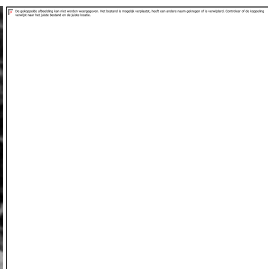 De gekoppelde afbeelding kan niet worden weergegeven. Het bestand is mogelijk verplaatst, heeft een andere naam gekregen of is verwijderd. Controleer of de koppeling
verwijst naar het juiste bestand en de juiste locatie.